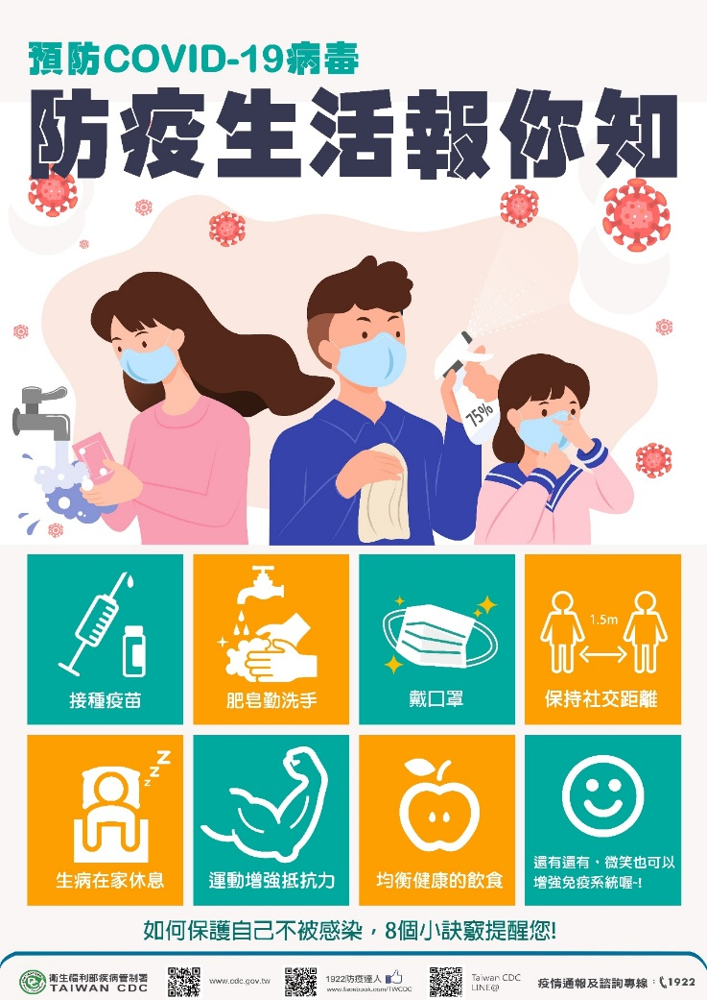 預防COVID-19病毒
防疫生活報你知
75%
接種疫苗
肥皂勤洗手
戴口罩
1.5m
保持社交距離
z z z
生病在家休息
運動增強抵抗力
均衡健康的飲食
還有還有，微笑也可以
增強免疫系統喔~!
如何保護自己不被感染，8個小訣竅提醒您!
衛生福利部疾病管制署
TAIWAN CDC
www.cdc.gov.tw
1922防疫達人
www.facebook.com/TWCDC
Taiwan CDC
LINE@
疫情通報及諮詢專線：1922